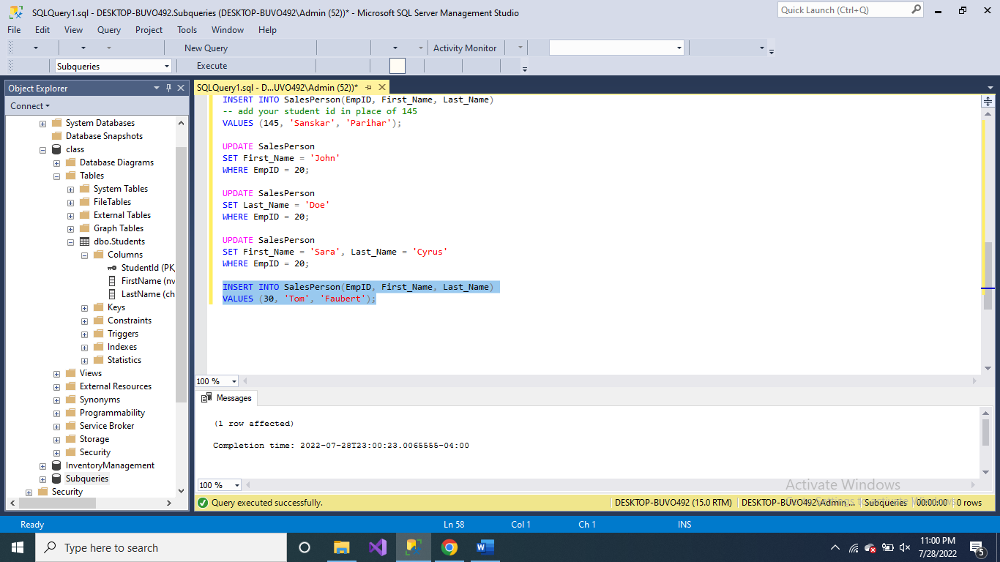 SQLQuery1.sql - DESKTOP-BUVO492.Subqueries (DESKTOP-BUVO492\Admin (52))* - Microsoft SQL Server Management Studio
Quick Launch (Ctrl+Q)
File Edit View Query Project Tools Window Help
New Query
Activity Monitor
Subqueries
Execute
Object Explorer
Connect
System Databases
Database Snapshots
class
Database Diagrams
Tables
System Tables
FileTables
External Tables
Graph Tables
dbo.Students
Columns
StudentId (PK,
FirstName (nv
LastName (ch
Keys
Constraints
Triggers
Indexes
Statistics
Views
External Resources
Synonyms
Programmability
Service Broker
Storage
Security
InventoryManagement
Subqueries
Security
SQLQuery1.sql - D...UVO492\Admin (52))*
INSERT INTO SalesPerson(EmpID, First_Name, Last_Name)
-- add your student id in place of 145
VALUES (145, 'Sanskar', 'Parihar');
UPDATE SalesPerson
SET First_Name = 'John'
WHERE EmpID = 20;
UPDATE SalesPerson
SET Last_Name = 'Doe'
WHERE EmpID = 20;
UPDATE SalesPerson
SET First_Name = 'Sara', Last_Name = 'Cyrus'
WHERE EmpID = 20;
INSERT INTO SalesPerson(EmpID, First_Name, Last_Name)
VALUES (30, 'Tom', 'Faubert');
100 %
Messages
(1 row affected)
Completion time: 2022-07-28T23:00:23.0065555-04:00
100 %
Activate Windows
Go to Settings to activate Windows.
Query executed successfully.
DESKTOP-BUVO492 (15.0 RTM)
DESKTOP-BUVO492\Admin ...
Subqueries
00:00:00
0 rows
Ready
Ln 58
Col 1
Ch 1
INS
Type here to search
11:00 PM
7/28/2022
5